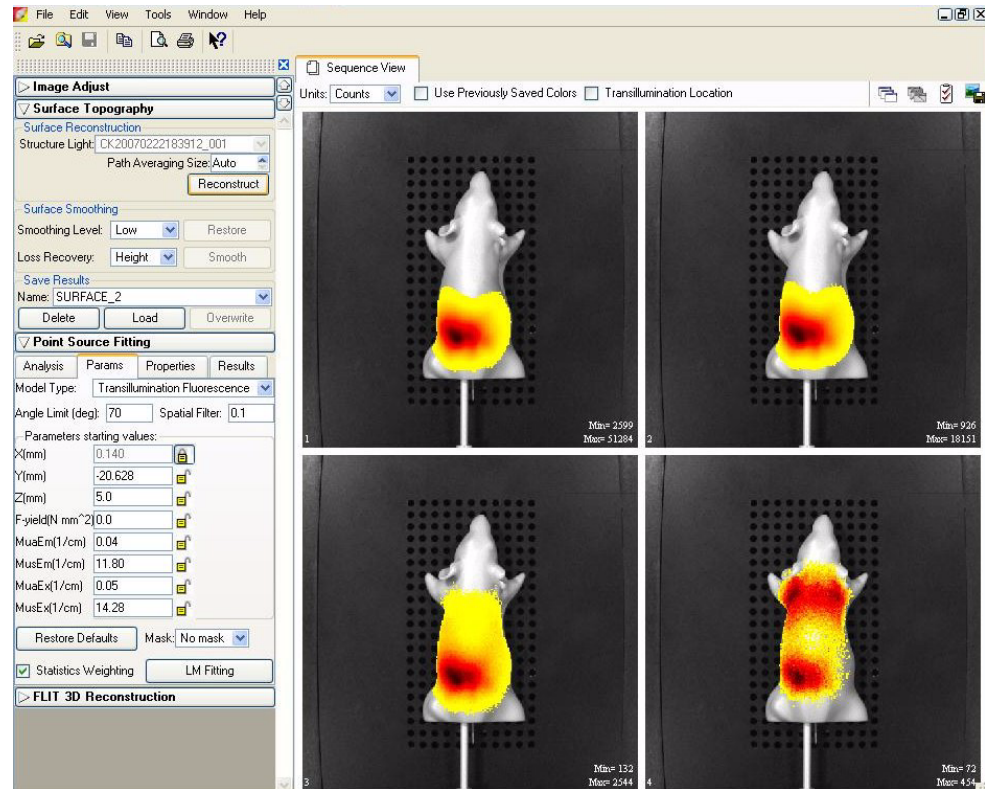 File Edit View Tools Window Help
Image Adjust
Surface Topography
Surface Reconstruction
Structure Light: CK20070222183912_001
Path Averaging Size: Auto
Reconstruct
Surface Smoothing
Smoothing Level: Low Restore
Loss Recovery: Height Smooth
Save Results
Name: SURFACE_2
Delete Load Overwrite
Point Source Fitting
Analysis Params Properties Results
Model Type: Transillumination Fluorescence
Angle Limit (deg): 70 Spatial Filter: 0.1
Parameters starting values:
X(mm) 0.140
Y(mm) -20.628
Z(mm) 5.0
F-yield(N mm^2) 0.0
MuaEm(1/cm) 0.04
MusEm(1/cm) 11.80
MuaEx(1/cm) 0.05
MusEx(1/cm) 14.28
Restore Defaults Mask: No mask
Statistics Weighting LM Fitting
FLIT 3D Reconstruction
Sequence View
Units: Counts Use Previously Saved Colors Transillumination Location
Min= 2599
1 Max= 51284
Min= 926
2 Max= 18151
Min= 132
3 Max= 2544
Min= 72
4 Max= 454